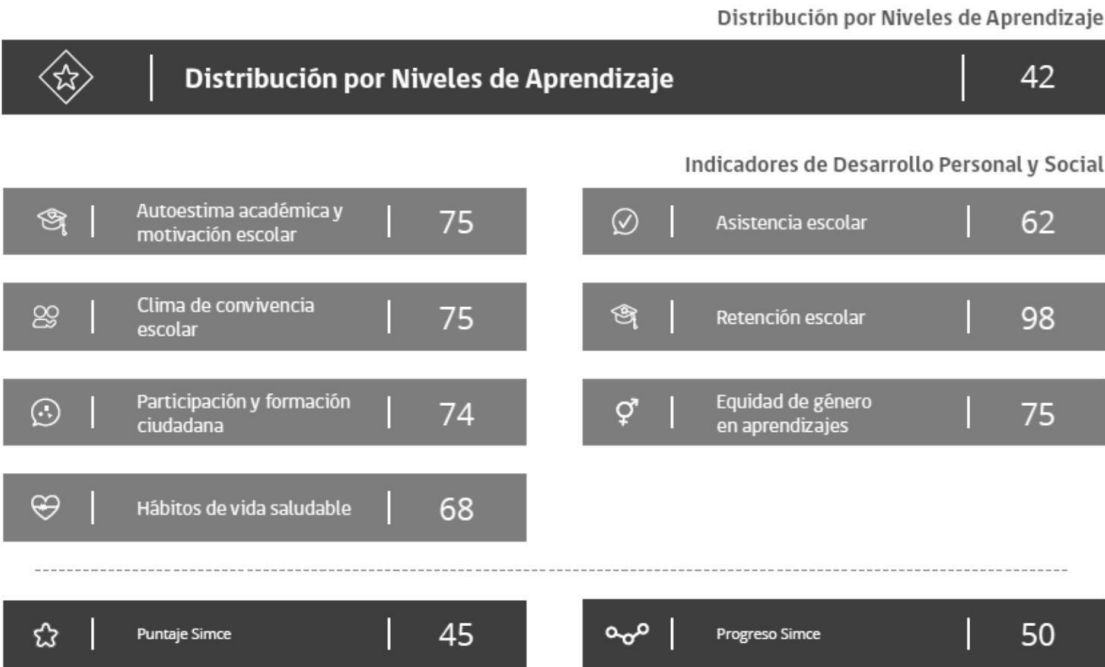 Distribución por Niveles de Aprendizaje
Distribución por Niveles de Aprendizaje 42
Indicadores de Desarrollo Personal y Social
Autoestima académica y
motivación escolar
75
Asistencia escolar 62
Clima de convivencia
escolar
75
Retención escolar 98
Participación y formación
ciudadana
74
Equidad de género
en aprendizajes
75
Hábitos de vida saludable 68
Puntaje Simce 45
Progreso Simce 50